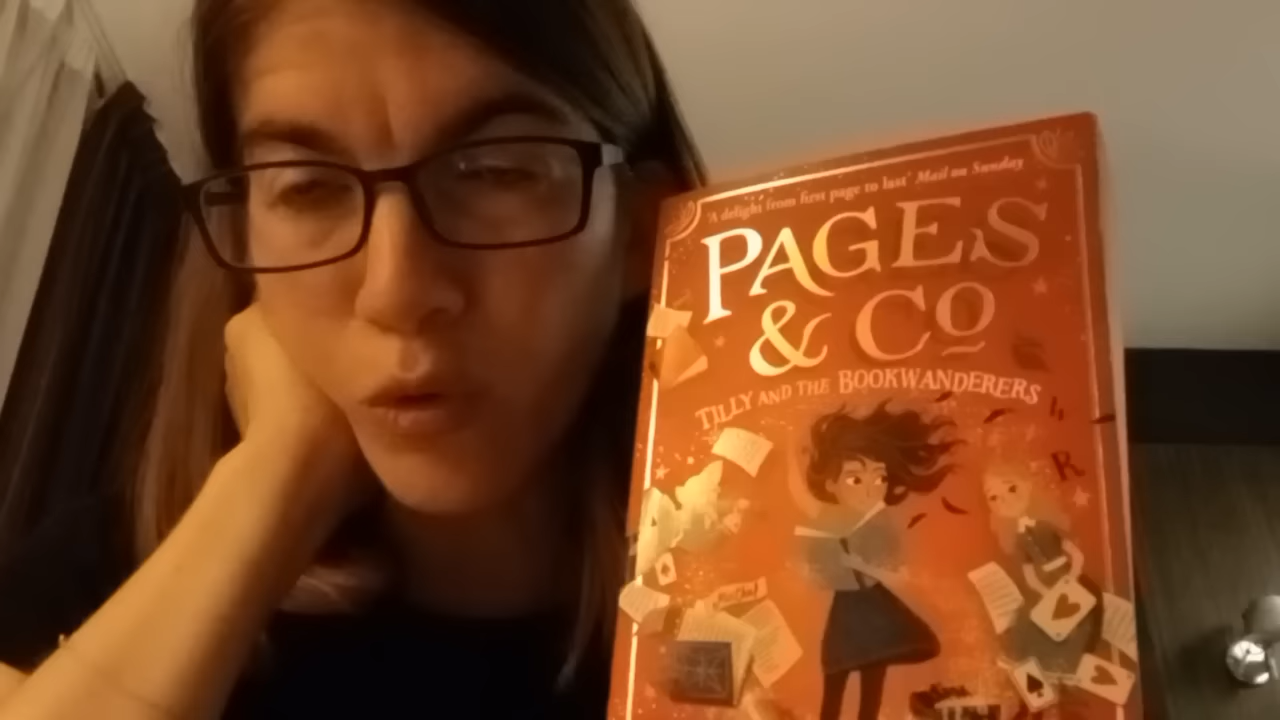 'A delight from first page to last' Mail on Sunday
PAGES
& Co
TILLY AND THE BOOKWANDERERS
R